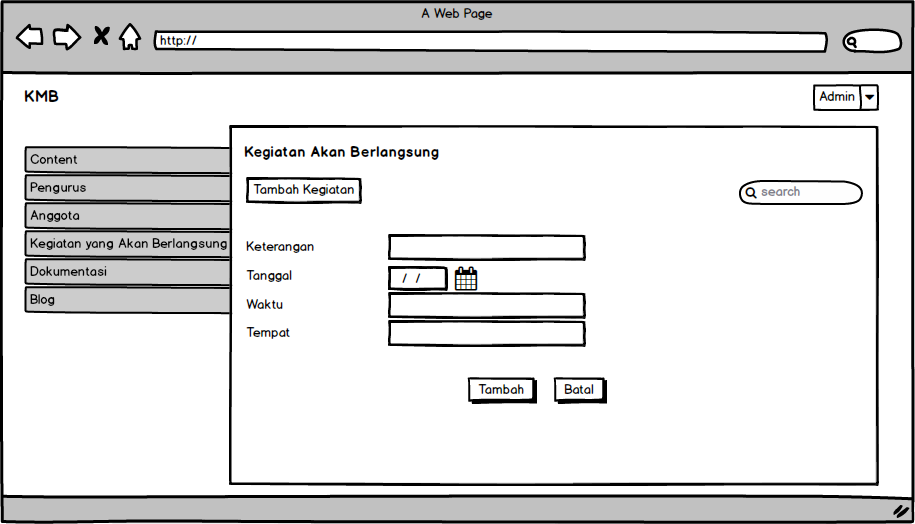 A Web Page
http://
KMB
Admin
Content
Pengurus
Anggota
Kegiatan yang Akan Berlangsung
Dokumentasi
Blog
Kegiatan Akan Berlangsung
Tambah Kegiatan
search
Keterangan
Tanggal
/ /
Waktu
Tempat
Tambah
Batal